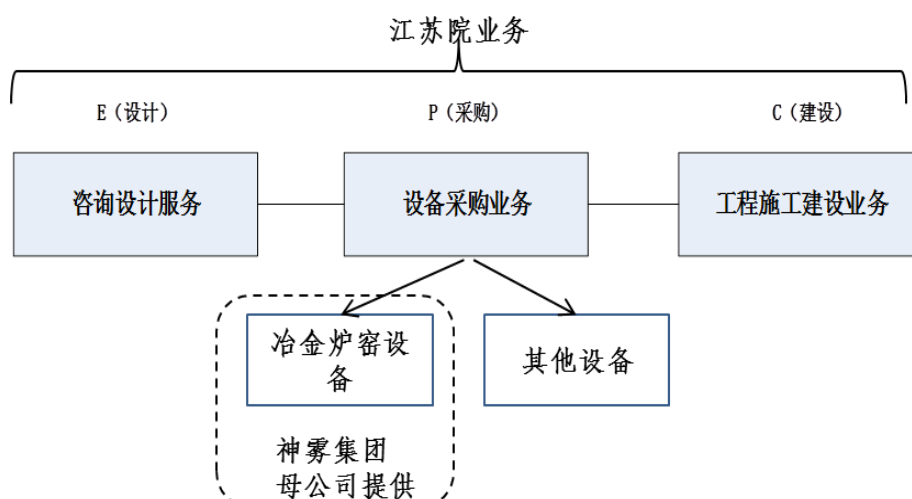 江苏院业务
E（设计）
P（采购）
C（建设）
咨询设计服务
设备采购业务
工程施工建设业务
冶金炉窑设
备
其他设备
神雾集团
母公司提供